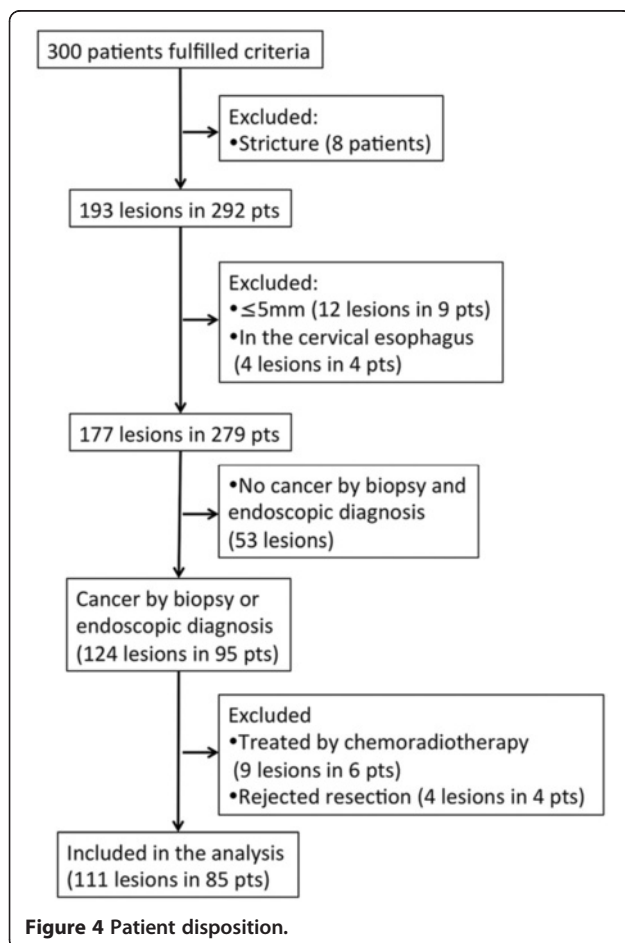 300 patients fulfilled criteria
Excluded:
•Stricture (8 patients)
193 lesions in 292 pts
Excluded:
•≤5mm (12 lesions in 9 pts)
•In the cervical esophagus
(4 lesions in 4 pts)
177 lesions in 279 pts
•No cancer by biopsy and
endoscopic diagnosis
(53 lesions)
Cancer by biopsy or
endoscopic diagnosis
(124 lesions in 95 pts)
Excluded
•Treated by chemoradiotherapy
(9 lesions in 6 pts)
•Rejected resection (4 lesions in 4 pts)
Included in the analysis
(111 lesions in 85 pts)
Figure 4 Patient disposition.